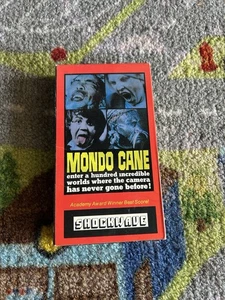 MONDO CANE
enter a hundred incredible
worlds where the camera
has never gone before!
Academy Award Winner Best Score!
SHOCKWAVE